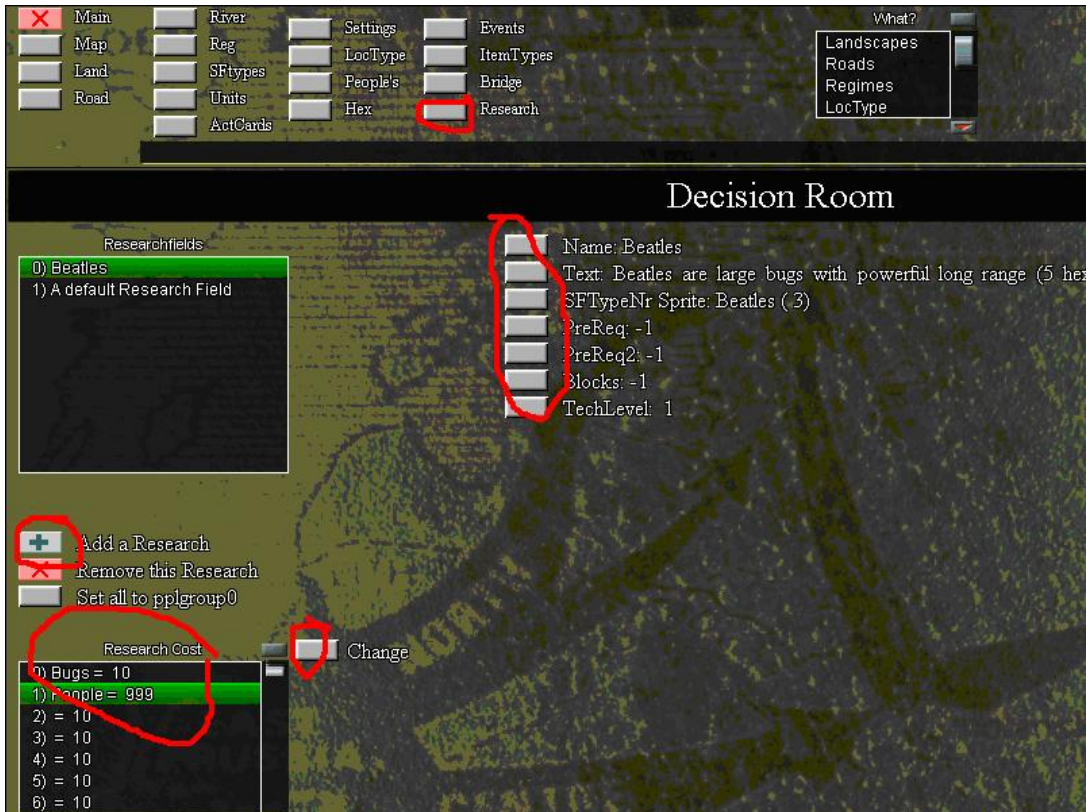 Main
Map
Land
Road
River
Reg
SFtypes
Units
ActCards
Settings
LocType
People's
Hex
Events
ItemTypes
Bridge
Research
What?
Landscapes
Roads
Regimes
LocType
Decision Room
Researchfields
0) Beatles
1) A default Research Field
Name: Beatles
Text: Beatles are large bugs with powerful long range (5 hex
SFTypeNr Sprite: Beatles ( 3)
PreReq: -1
PreReq2: -1
Blocks: -1
TechLevel: 1
Add a Research
Remove this Research
Set all to pplgroup0
Research Cost
Change
0) Bugs = 10
1) People = 999
2) = 10
3) = 10
4) = 10
5) = 10
6) = 10